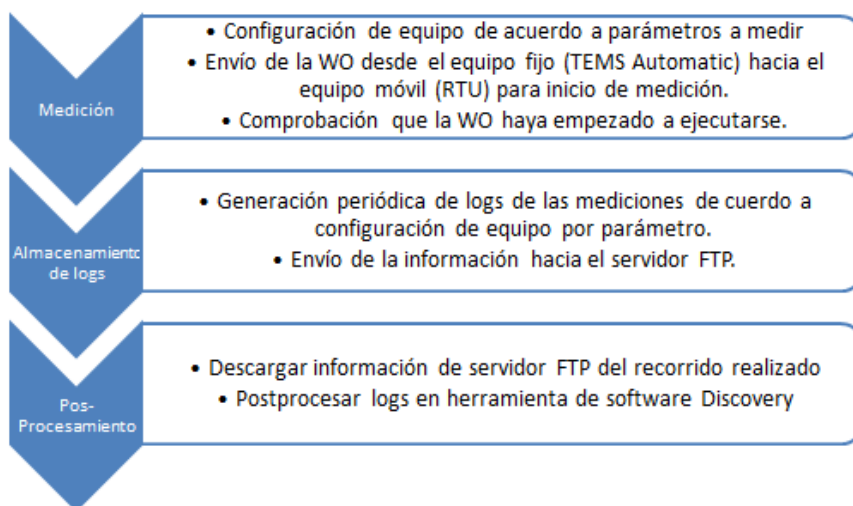 Medición
• Configuración de equipo de acuerdo a parámetros a medir
• Envío de la WO desde el equipo fijo (TEMS Automatic) hacia el
equipo móvil (RTU) para inicio de medición.
• Comprobación que la WO haya empezado a ejecutarse.
Almacenamiento
de logs
• Generación periódica de logs de las mediciones de cuerdo a
configuración de equipo por parámetro.
• Envío de la información hacia el servidor FTP.
Pos-
Procesamiento
• Descargar información de servidor FTP del recorrido realizado
• Postprocesar logs en herramienta de software Discovery